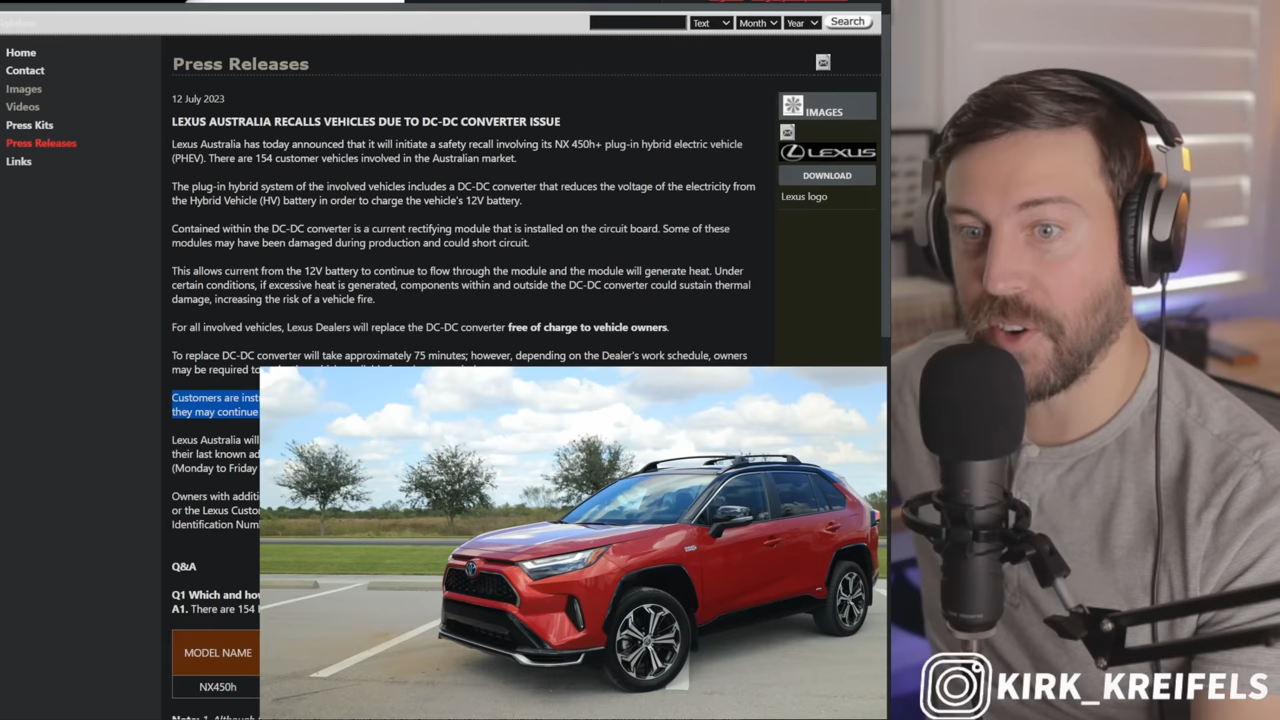 Text
Month
Year
Search
Home
Contact
Images
Videos
Press Kits
Press Releases
Links
Press Releases
12 July 2023
LEXUS AUSTRALIA RECALLS VEHICLES DUE TO DC-DC CONVERTER ISSUE
Lexus Australia has today announced that it will initiate a safety recall involving its NX 450h+ plug-in hybrid electric vehicle
(PHEV). There are 154 customer vehicles involved in the Australian market.
The plug-in hybrid system of the involved vehicles includes a DC-DC converter that reduces the voltage of the electricity from
the Hybrid Vehicle (HV) battery in order to charge the vehicle's 12V battery.
Contained within the DC-DC converter is a current rectifying module that is installed on the circuit board. Some of these
modules may have been damaged during production and could short circuit.
This allows current from the 12V battery to continue to flow through the module and the module will generate heat. Under
certain conditions, if excessive heat is generated, components within and outside the DC-DC converter could sustain thermal
damage, increasing the risk of a vehicle fire.
For all involved vehicles, Lexus Dealers will replace the DC-DC converter free of charge to vehicle owners.
To replace DC-DC converter will take approximately 75 minutes; however, depending on the Dealer's work schedule, owners
may be required to
Customers are inst
they may continue
Lexus Australia will
their last known ad
(Monday to Friday
Owners with additi
or the Lexus Custo
Identification Num
Q&A
Q1 Which and how
A1. There are 154
MODEL NAME
NX450h
Note: 1. Although
IMAGES
LEXUS
DOWNLOAD
Lexus logo
KIRK_KREIFELS